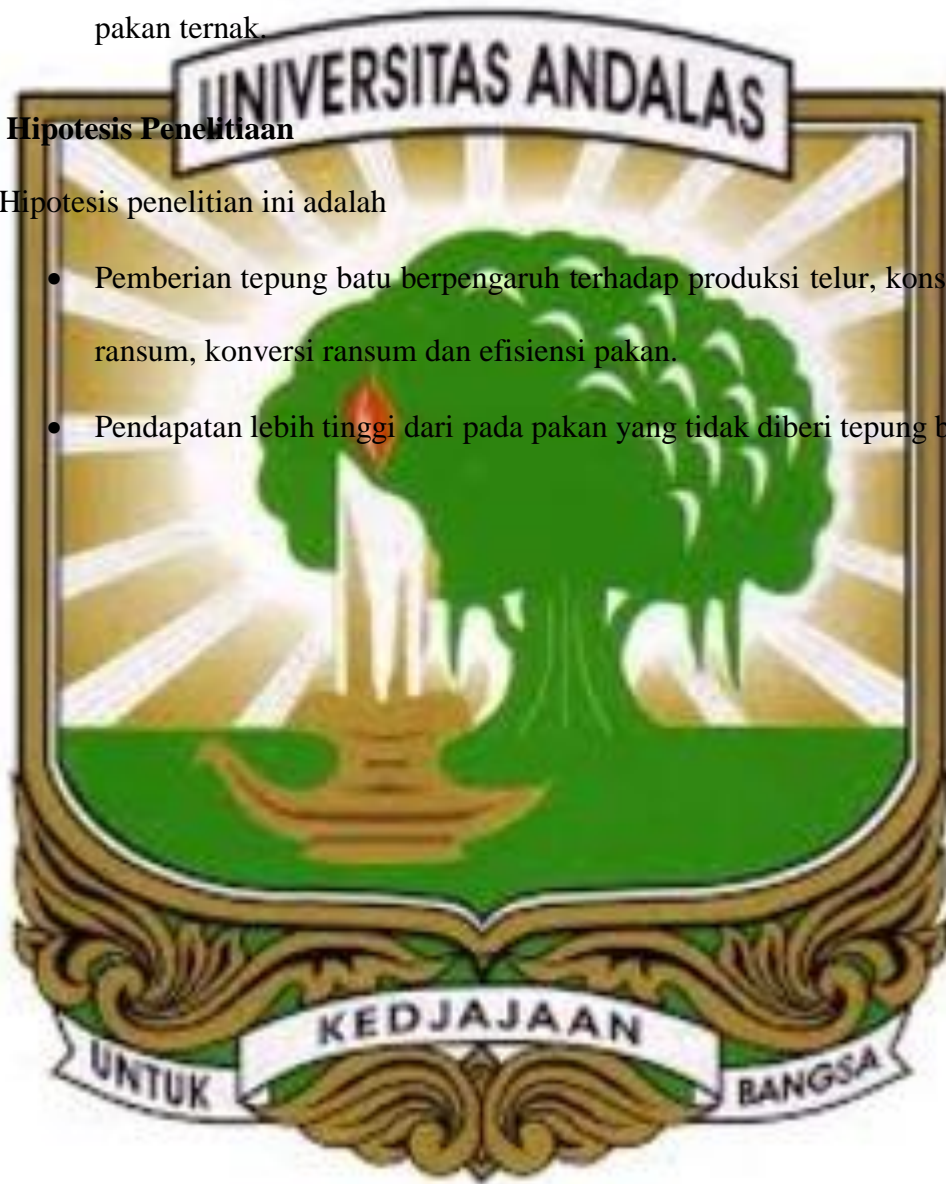 pakan ternak.
UNIVERSITAS ANDALAS
Hipotesis Penelitiaan
Hipotesis penelitian ini adalah
• Pemberian tepung batu berpengaruh terhadap produksi telur, kons
ransum, konversi ransum dan efisiensi pakan.
• Pendapatan lebih tinggi dari pada pakan yang tidak diberi tepung b
KEDJAJAAN
UNTUK BANGSA